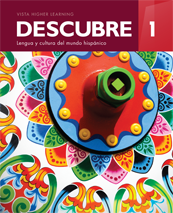 VISTA HIGHER LEARNING
DESCUBRE 1
Lengua y cultura del mundo hispánico